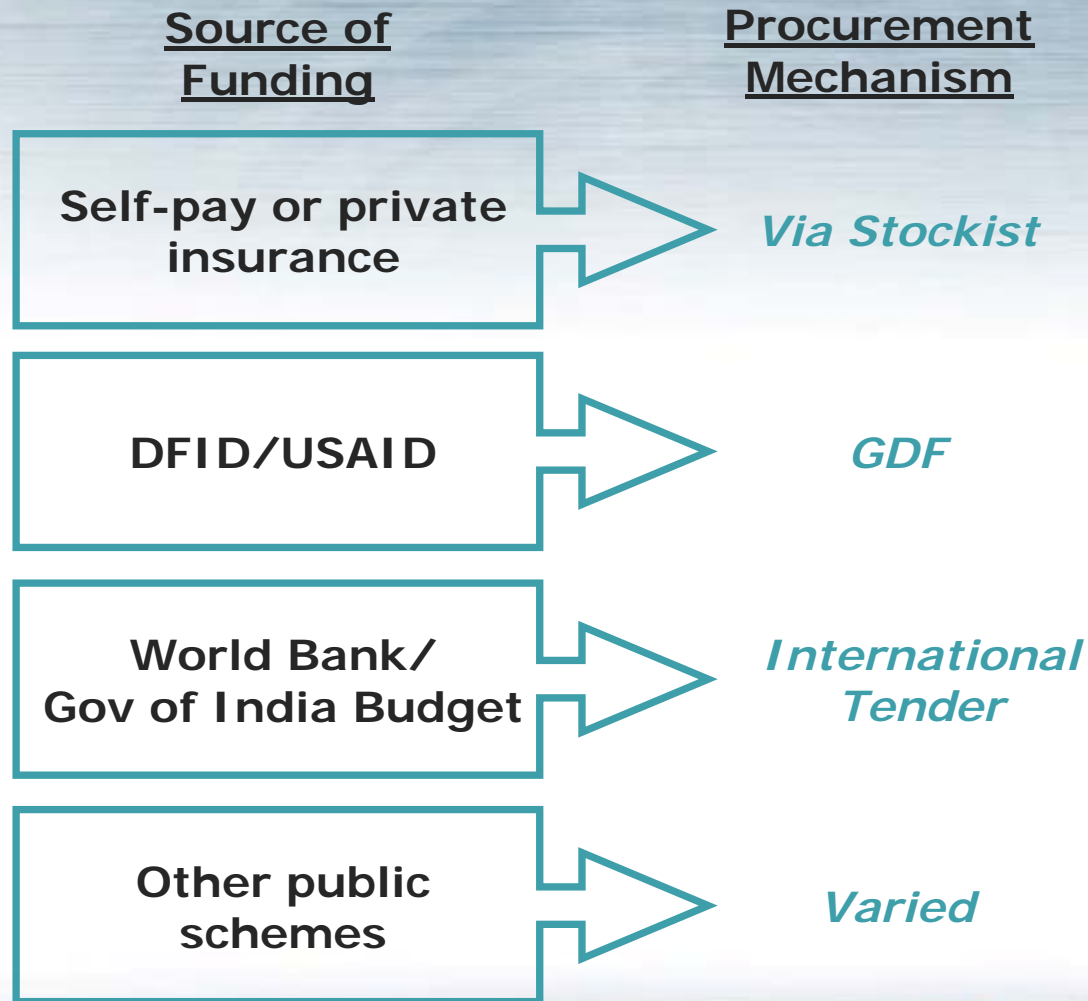 Source of
Funding
Procurement
Mechanism
Self-pay or private
insurance
Via Stockist
DFID/USAID
GDF
World Bank/
Gov of India Budget
International
Tender
Other public
schemes
Varied